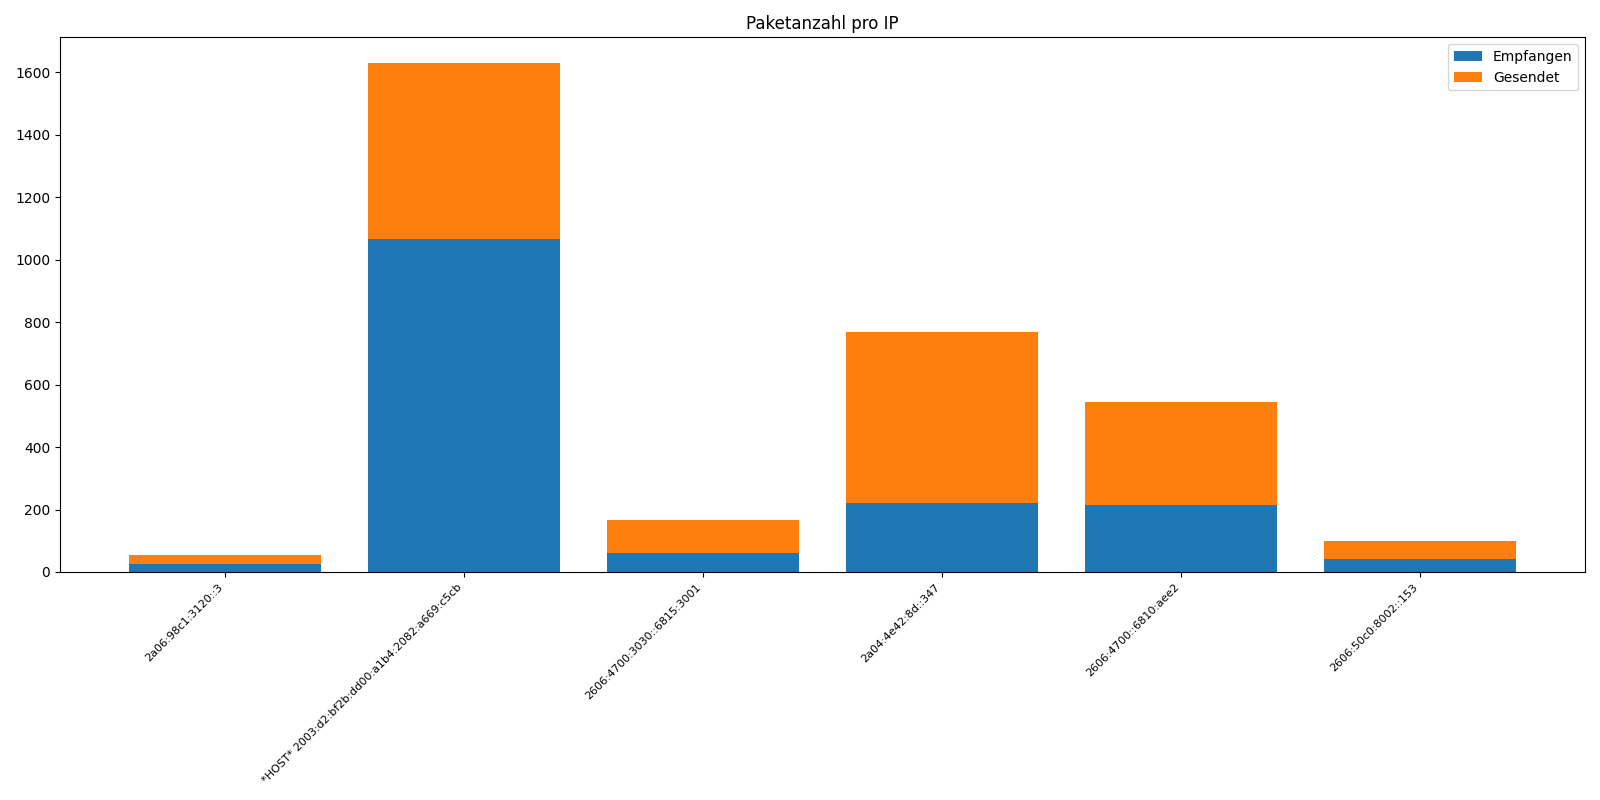 Paketanzahl pro IP
Empfangen
Gesendet
1600
1400
1200
1000
800
600
400
200
0
2a06:98c1:3120::3
*HOST* 2003:d2:bf2b:dd00:a1b4:2082:a669:c5cb
2606:4700:3030::6815:3001
2a04:4e42:8d::347
2606:4700::6810:aee2
2606:50c0:8002::153